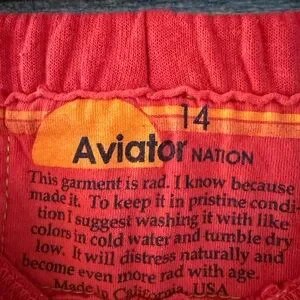 14
Aviator NATION
This garment is rad. I know because I
made it. To keep it in pristine condi-
tion I suggest washing it with like
colors in cold water and tumble dry
low. It will distress naturally and
become even more rad with age.
Made in California, USA